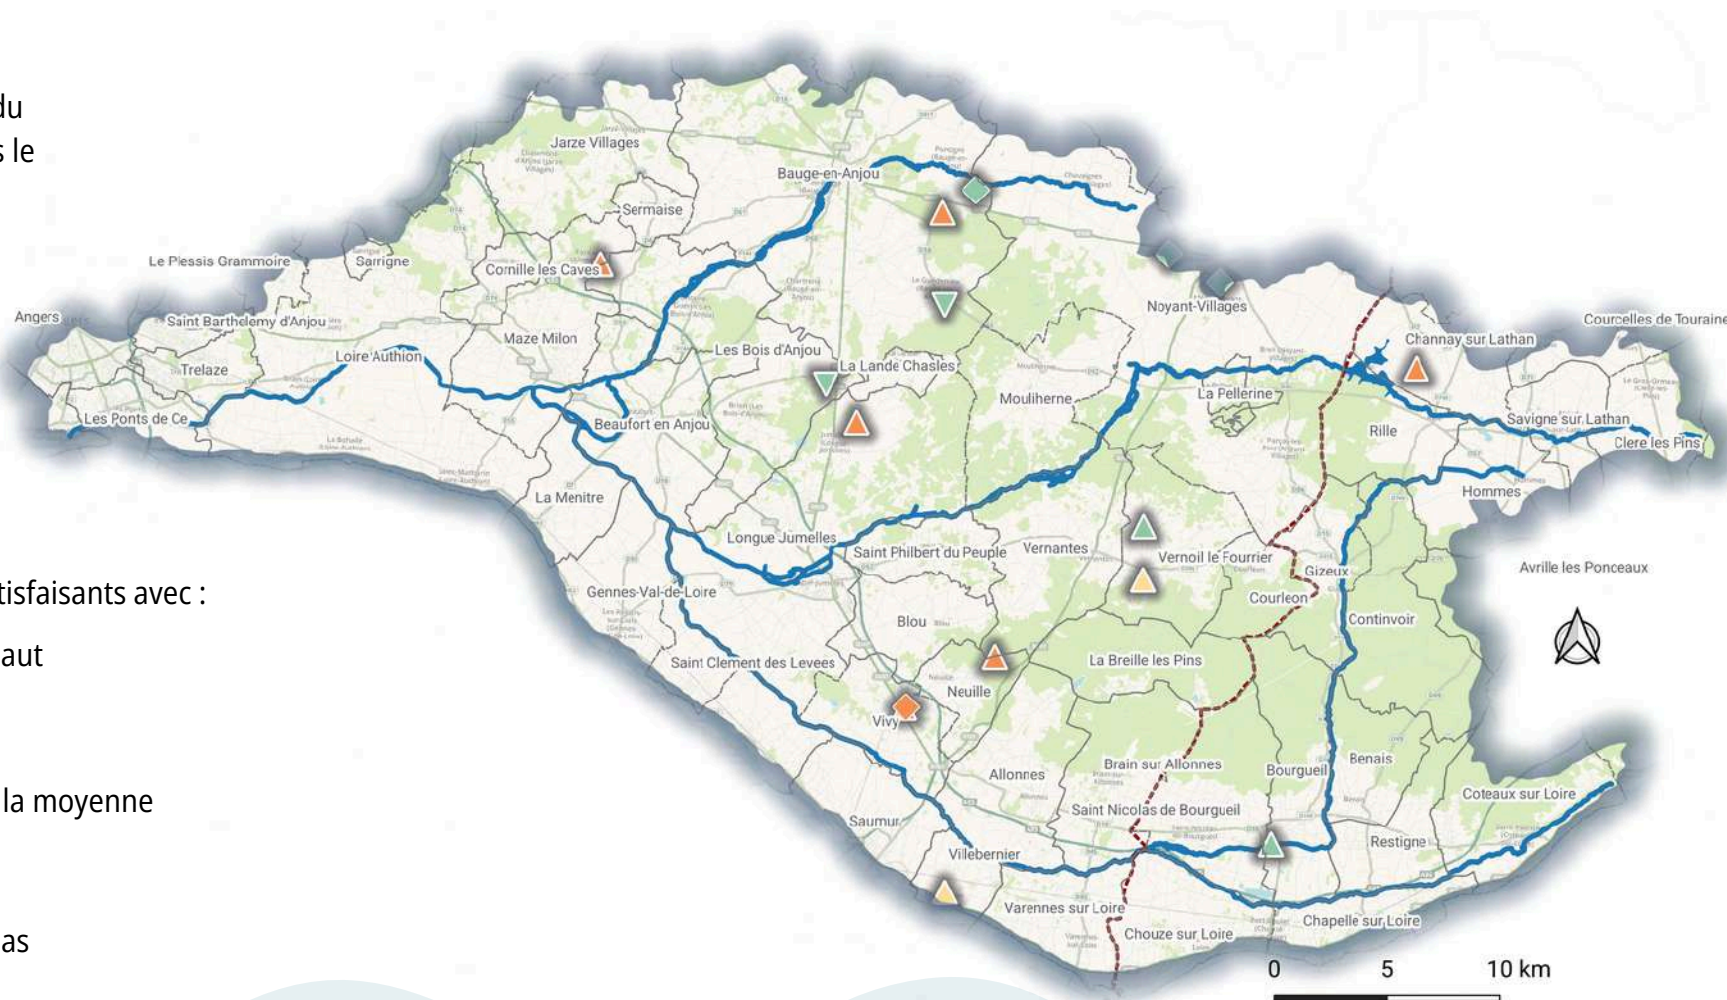 du
s le
tisfaisants avec :
aut
la moyenne
as
Jarze Villages
Bauge-en-Anjou
Sermaise
Le Plessis Grammoire
Sarrigne
Cornille les Caves
Noyant-Villages
Angers
Saint Barthelemy d'Anjou
Courcelles de Touraine
Maze Milon
Channay sur Lathan
Loire Authion
Les Bois d'Anjou
La Lande Chasles
Trelaze
La Pellerine
Mouliherne
Les Ponts de Ce
Beaufort en Anjou
Savigne sur Lathan
Rille
Clere les Pins
La Menitre
Hommes
Longue Jumelles
Saint Philbert du Peuple
Vernantes
Vernoil le Fourrier
Avrille les Ponceaux
Gizeux
Gennes-Val-de-Loire
Courleon
Blou
Continvoir
Saint Clement des Levees
La Breille les Pins
Neuille
Vivy
Brain sur Allonnes
Benais
Allonnes
Bourgueil
Coteaux sur Loire
Saint Nicolas de Bourgueil
Saumur
Restigne
Villebernier
Varennes sur Loire
Chapelle sur Loire
Chouze sur Loire
0 5 10 km